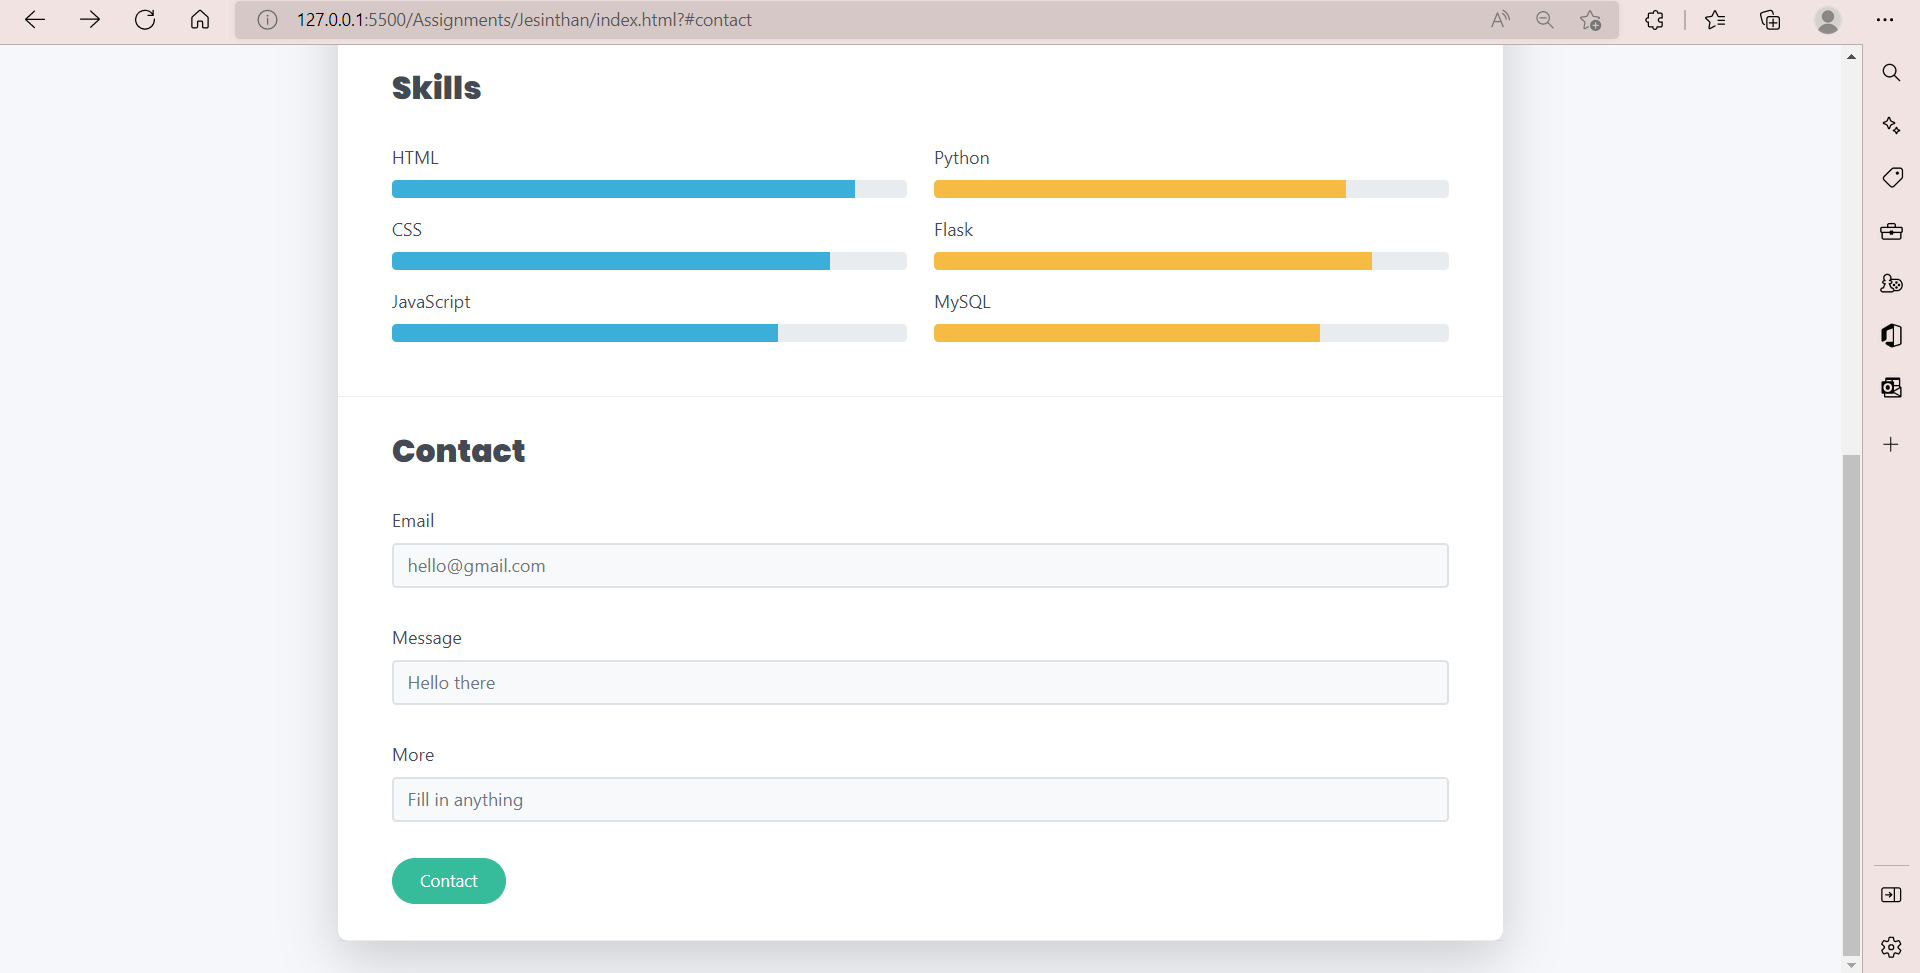 127.0.0.1:5500/Assignments/Jesinthan/index.html?#contact
Skills
HTML
Python
CSS
Flask
JavaScript
MySQL
Contact
Email
hello@gmail.com
Message
Hello there
More
Fill in anything
Contact